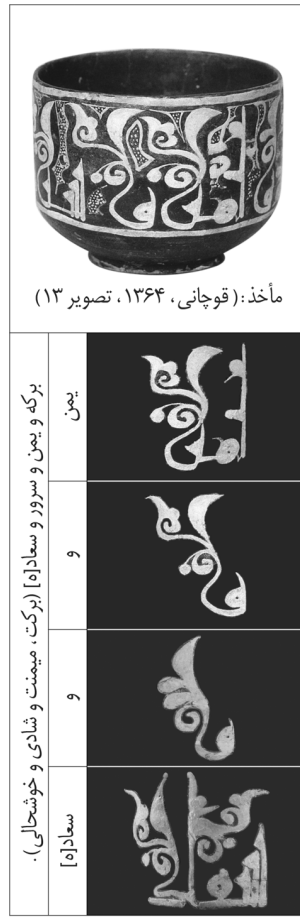 مأخذ: (قوچانی، ۱۳۶۴، تصویر ۱۳)
برکه و یمن و سرور و سعاد[ه] (برکت، میمنت و شادی و خوشحالی).
یمن
و
و
سعاد[ه]